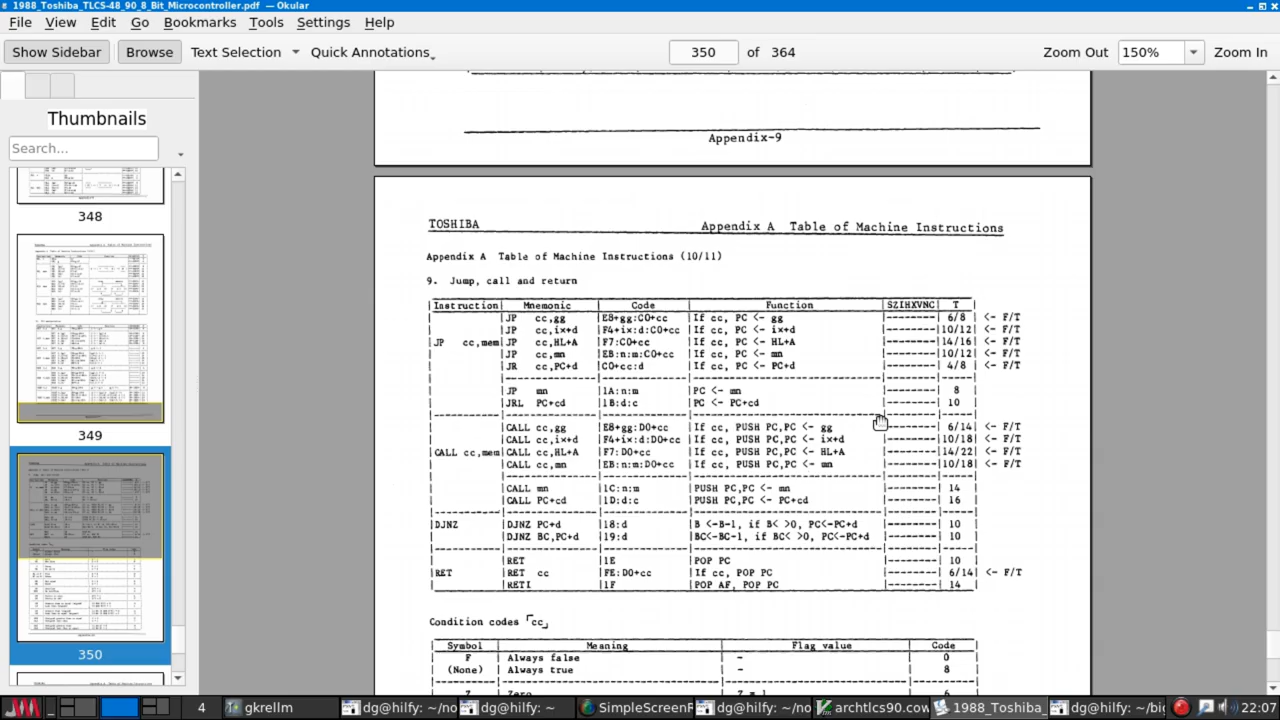 1988_Toshiba_TLCS-48_90_8_Bit_Microcontroller.pdf — Okular
File View Edit Go Bookmarks Tools Settings Help
Show Sidebar Browse Text Selection Quick Annotations 350 of 364 Zoom Out 150% Zoom In
Thumbnails
Search...
348
349
350
Appendix-9
TOSHIBA Appendix A Table of Machine Instructions
Appendix A Table of Machine Instructions (10/11)
9. Jump, call and return
Instruction Mnemonic Code Function SZIHXVNC T
JP cc,gg E8+gg:C0+cc If cc, PC <- gg -------- 6/8 <- F/T
JP cc,ix+d F4+ix:d:C0+cc If cc, PC <- ix+d -------- 10/12 <- F/T
JP cc,mem JP cc,HL+A F7:C0+cc If cc, PC <- HL+A -------- 14/16 <- F/T
JP cc,mn EB:n:m:C0+cc If cc, PC <- mn -------- 10/12 <- F/T
JR cc,PC+d C0+cc:d If cc, PC <- PC+d -------- 4/8 <- F/T
JP mn 1A:n:m PC <- mn -------- 8
JRL PC+cd 1B:d:c PC <- PC+cd -------- 10
CALL cc,gg E8+gg:D0+cc If cc, PUSH PC,PC <- gg -------- 6/14 <- F/T
CALL cc,ix+d F4+ix:d:D0+cc If cc, PUSH PC,PC <- ix+d -------- 10/18 <- F/T
CALL cc,mem CALL cc,HL+A F7:D0+cc If cc, PUSH PC,PC <- HL+A -------- 14/22 <- F/T
CALL cc,mn EB:n:m:D0+cc If cc, PUSH PC,PC <- mn -------- 10/18 <- F/T
CALL mn 1C:n:m PUSH PC,PC <- mn -------- 14
CALL PC+cd 1D:d:c PUSH PC,PC <- PC+cd -------- 16
DJNZ DJNZ PC+d 18:d B <-B-1, if B< >0, PC<-PC+d -------- 10
DJNZ BC,PC+d 19:d BC<-BC-1, if BC< >0, PC<-PC+d -------- 10
RET 1E POP PC -------- 10
RET RET cc FE:D0+cc If cc, POP PC -------- 6/14 <- F/T
RETI 1F POP AF, POP PC -------- 14
Condition codes 「cc」
Symbol Meaning Flag value Code
F Always false - 0
(None) Always true - 8
Z Zero Z = 1 6
4 gkrellm dg@hilfy: ~/no dg@hilfy: ~ SimpleScreenR dg@hilfy: ~/no archtlcs90.cow 1988_Toshiba_ dg@hilfy: ~/big 22:07